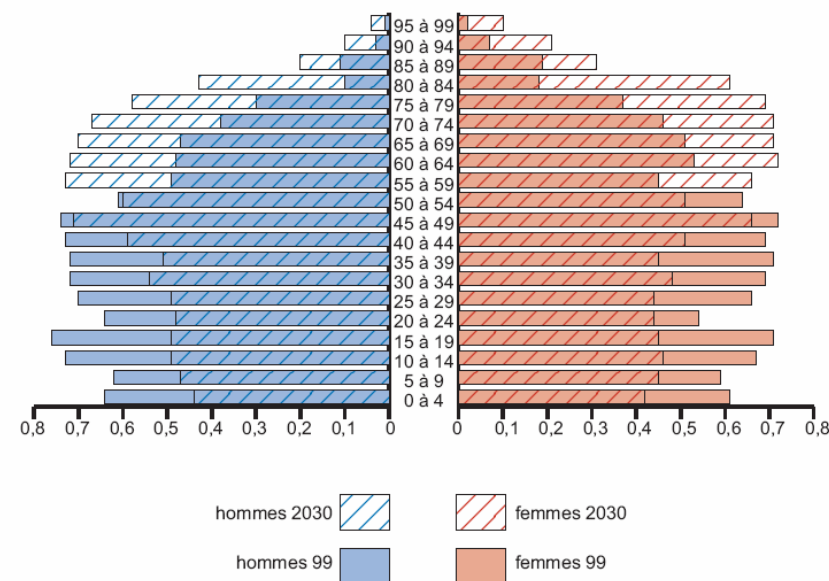 95 à 99
90 à 94
85 à 89
80 à 84
75 à 79
70 à 74
65 à 69
60 à 64
55 à 59
50 à 54
45 à 49
40 à 44
35 à 39
30 à 34
25 à 29
20 à 24
15 à 19
10 à 14
5 à 9
0 à 4
0,8 0,7 0,6 0,5 0,4 0,3 0,2 0,1 0 0 0,1 0,2 0,3 0,4 0,5 0,6 0,7 0,8
hommes 2030 femmes 2030
hommes 99 femmes 99